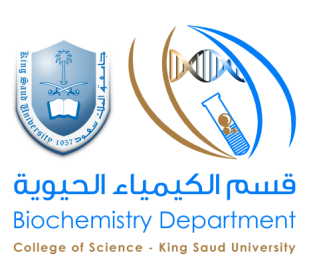 جامعة الملك سعود
King Saud University 1957
قسم الكيمياء الحيوية
Biochemistry Department
College of Science - King Saud University